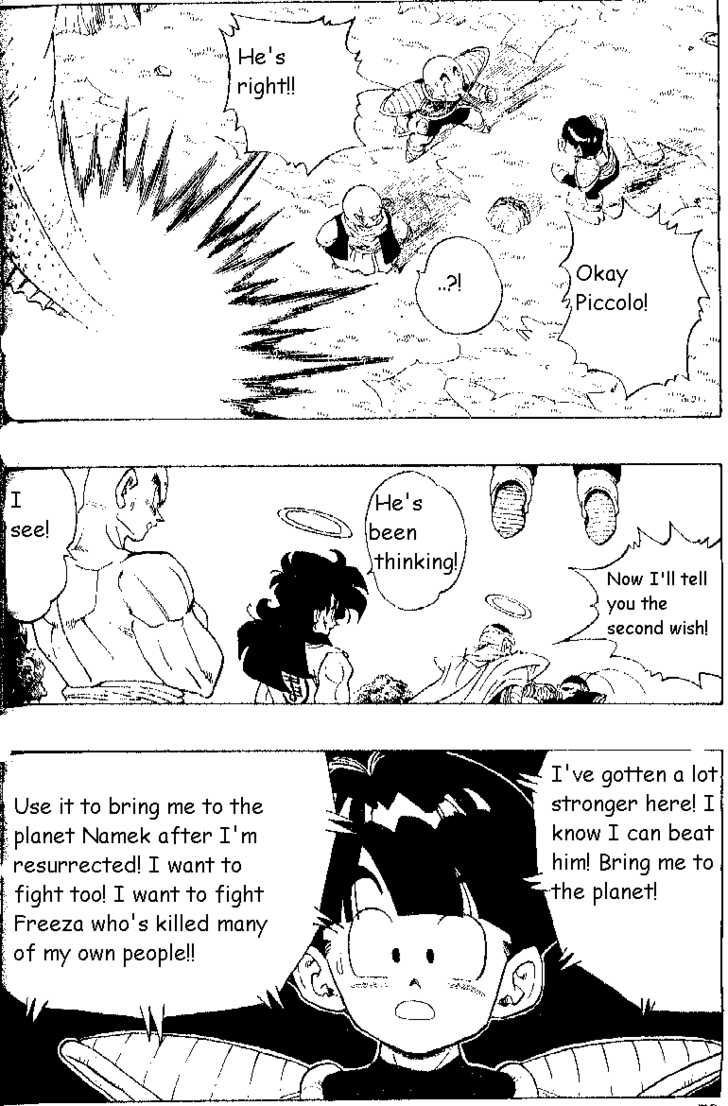 He's
right!!
..?!
Okay
Piccolo!
I
see!
He's
been
thinking!
Now I'll tell
you the
second wish!
Use it to bring me to the
planet Namek after I'm
resurrected! I want to
fight too! I want to fight
Freeza who's killed many
of my own people!!
I've gotten a lot
stronger here! I
know I can beat
him! Bring me to
the planet!